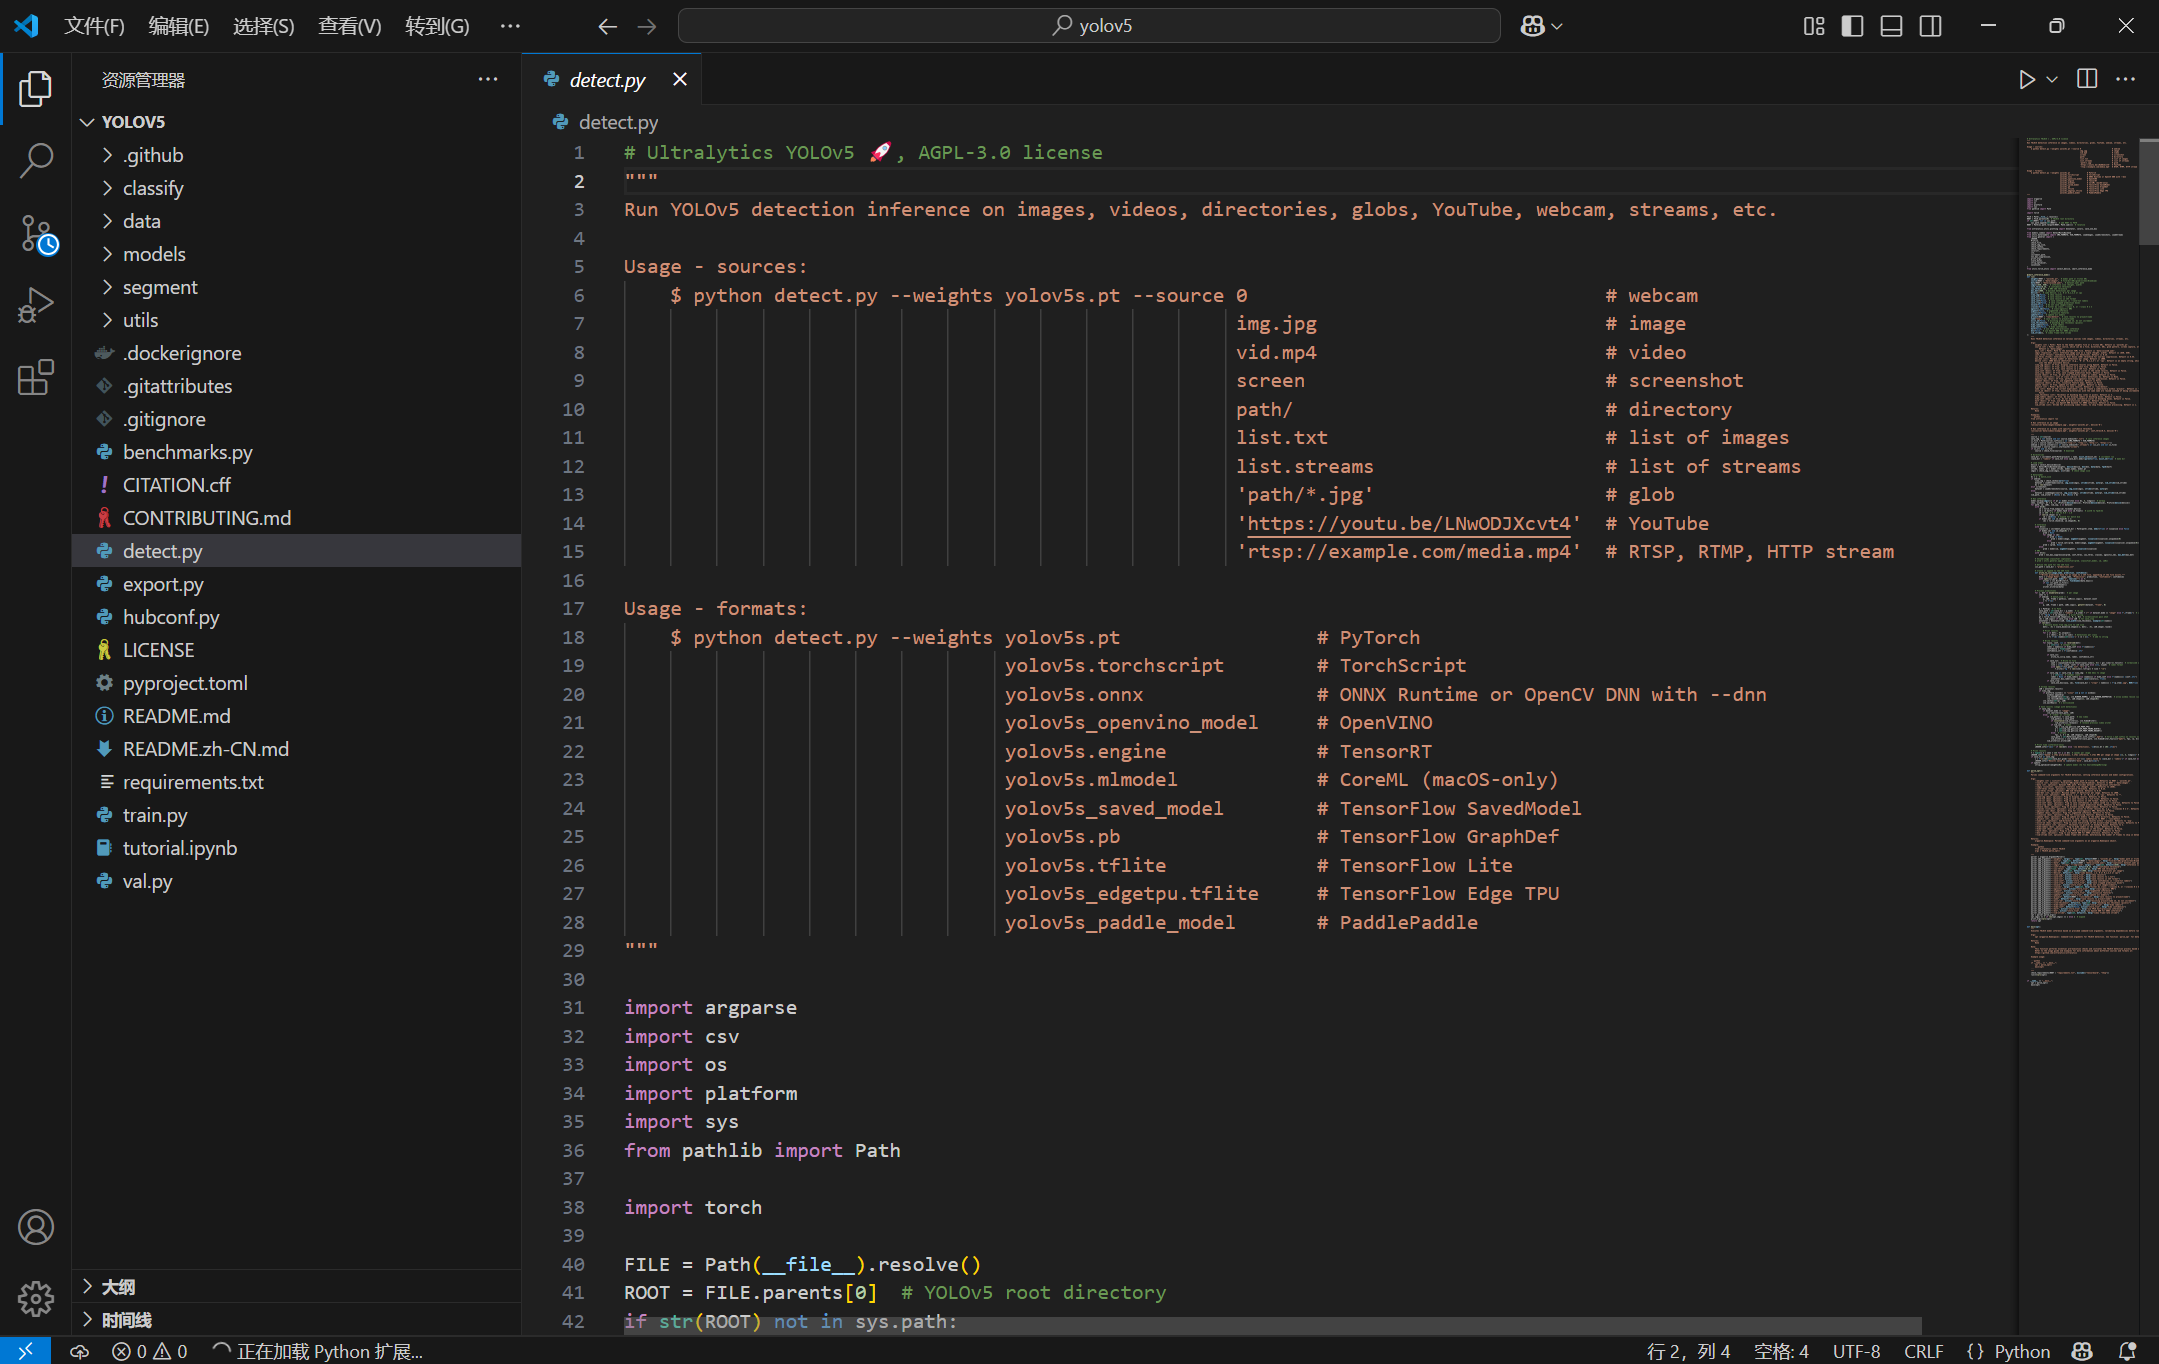 文件(F) 编辑(E) 选择(S) 查看(V) 转到(G) ··· yolov5
资源管理器 ···
YOLOV5
.github
classify
data
models
segment
utils
.dockerignore
.gitattributes
.gitignore
benchmarks.py
! CITATION.cff
CONTRIBUTING.md
detect.py
export.py
hubconf.py
LICENSE
pyproject.toml
README.md
README.zh-CN.md
requirements.txt
train.py
tutorial.ipynb
val.py
大纲
时间线
detect.py
detect.py
1 # Ultralytics YOLOv5 🚀, AGPL-3.0 license
2 """
3 Run YOLOv5 detection inference on images, videos, directories, globs, YouTube, webcam, streams, etc.
4
5 Usage - sources:
6 $ python detect.py --weights yolov5s.pt --source 0 # webcam
7 img.jpg # image
8 vid.mp4 # video
9 screen # screenshot
10 path/ # directory
11 list.txt # list of images
12 list.streams # list of streams
13 'path/*.jpg' # glob
14 'https://youtu.be/LNwODJXcvt4' # YouTube
15 'rtsp://example.com/media.mp4' # RTSP, RTMP, HTTP stream
16
17 Usage - formats:
18 $ python detect.py --weights yolov5s.pt # PyTorch
19 yolov5s.torchscript # TorchScript
20 yolov5s.onnx # ONNX Runtime or OpenCV DNN with --dnn
21 yolov5s_openvino_model # OpenVINO
22 yolov5s.engine # TensorRT
23 yolov5s.mlmodel # CoreML (macOS-only)
24 yolov5s_saved_model # TensorFlow SavedModel
25 yolov5s.pb # TensorFlow GraphDef
26 yolov5s.tflite # TensorFlow Lite
27 yolov5s_edgetpu.tflite # TensorFlow Edge TPU
28 yolov5s_paddle_model # PaddlePaddle
29 """
30
31 import argparse
32 import csv
33 import os
34 import platform
35 import sys
36 from pathlib import Path
37
38 import torch
39
40 FILE = Path(__file__).resolve()
41 ROOT = FILE.parents[0]  # YOLOv5 root directory
42 if str(ROOT) not in sys.path:
0 0 正在加载 Python 扩展... 行 2，列 4 空格: 4 UTF-8 CRLF {} Python